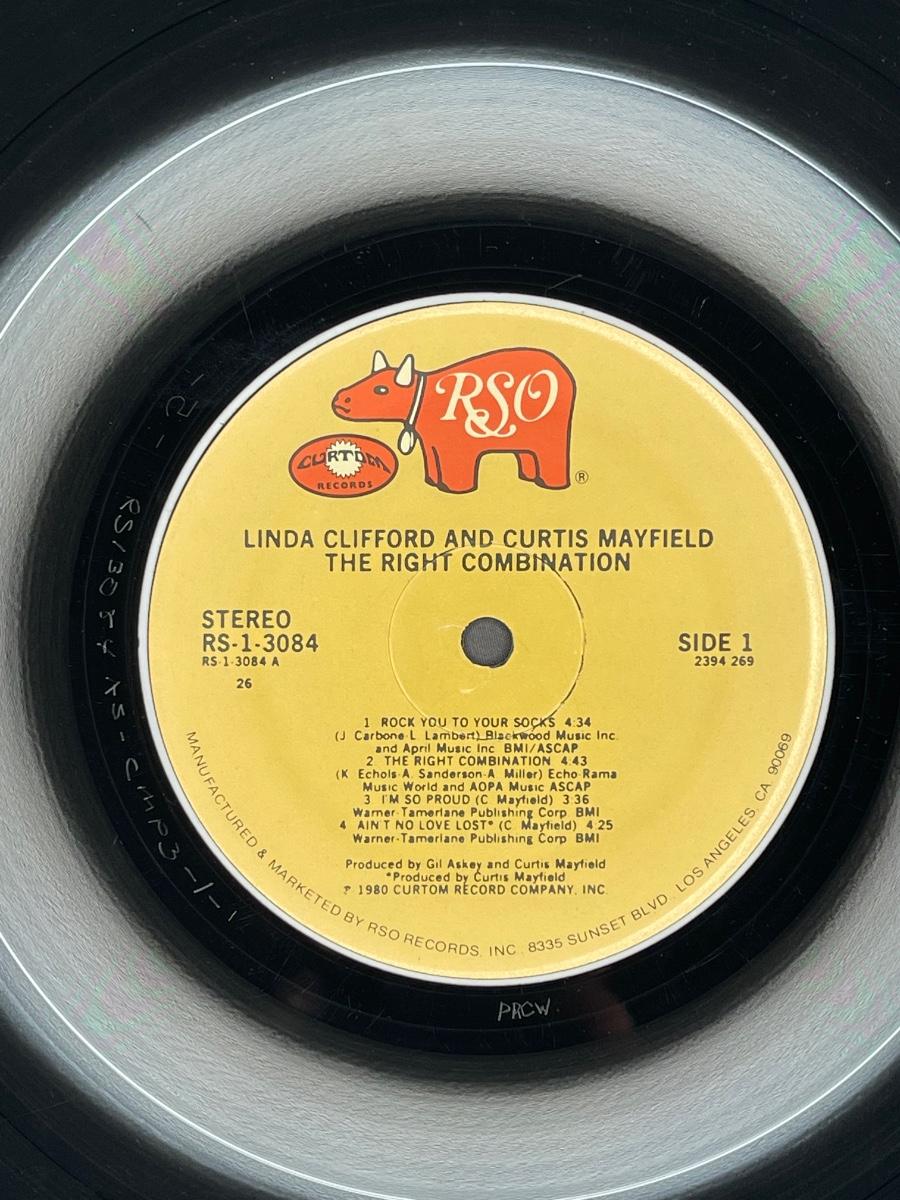 RSO
®
CURTOM
RECORDS
LINDA CLIFFORD AND CURTIS MAYFIELD
THE RIGHT COMBINATION
STEREO
RS-1-3084
RS-1-3084 A
26
SIDE 1
2394 269
1 ROCK YOU TO YOUR SOCKS 4:34
(J. Carbone-L. Lambert) Blackwood Music Inc.
and April Music Inc. BMI/ASCAP
2 THE RIGHT COMBINATION 4:43
(K. Echols-A. Sanderson-A. Miller) Echo-Rama
Music World and AOPA Music ASCAP
3 I'M SO PROUD (C. Mayfield) 3:36
Warner-Tamerlane Publishing Corp. BMI
4 AIN'T NO LOVE LOST* (C. Mayfield) 4:25
Warner-Tamerlane Publishing Corp. BMI
Produced by Gil Askey and Curtis Mayfield
*Produced by Curtis Mayfield
℗ 1980 CURTOM RECORD COMPANY, INC.
MANUFACTURED & MARKETED BY RSO RECORDS, INC. 8335 SUNSET BLVD., LOS ANGELES, CA. 90069
PRCW